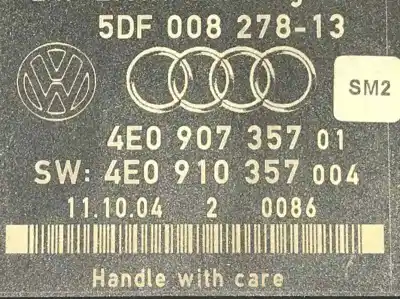 5DF 008 278-13
SM2
4E0 907 357 01
SW: 4E0 910 357 004
11.10.04 2 0086
Handle with care